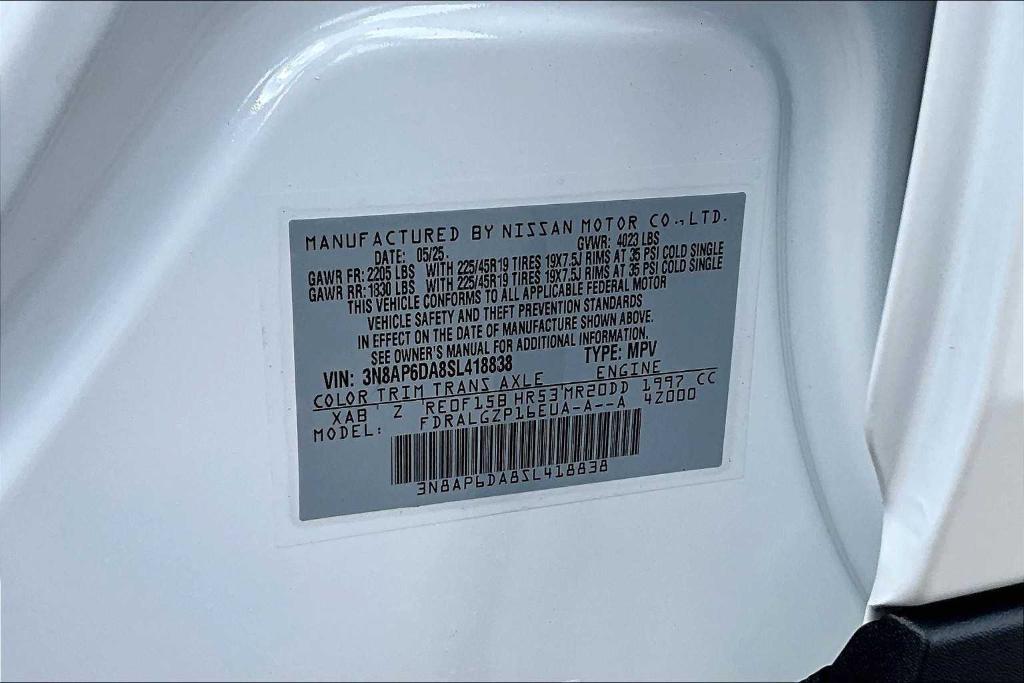 MANUFACTURED BY NISSAN MOTOR CO.,LTD.
DATE: 05/25. GVWR: 4023 LBS
GAWR FR: 2205 LBS WITH 225/45R19 TIRES 19X7.5J RIMS AT 35 PSI COLD SINGLE
GAWR RR: 1830 LBS WITH 225/45R19 TIRES 19X7.5J RIMS AT 35 PSI COLD SINGLE
THIS VEHICLE CONFORMS TO ALL APPLICABLE FEDERAL MOTOR
VEHICLE SAFETY AND THEFT PREVENTION STANDARDS
IN EFFECT ON THE DATE OF MANUFACTURE SHOWN ABOVE.
SEE OWNER'S MANUAL FOR ADDITIONAL INFORMATION.
VIN: 3N8AP6DA8SL418838 TYPE: MPV
COLOR TRIM TRANS AXLE ENGINE
XAB Z RE0F15B HR53 MR20DD 1997 CC
MODEL: FDRALGZP16EUA-A--A 4Z000
3N8AP6DA8SL418838